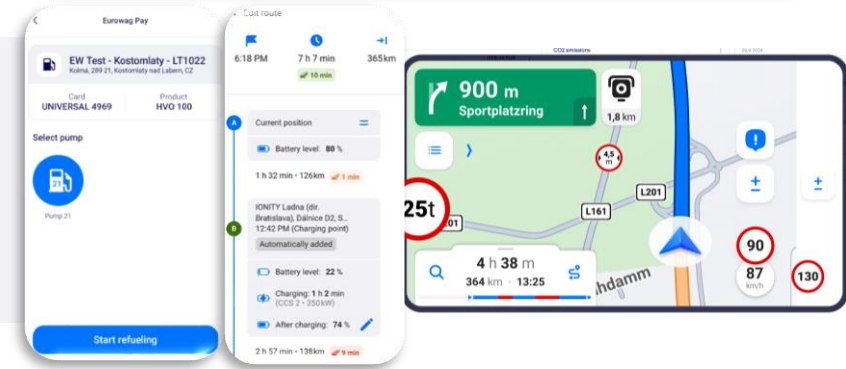 Eurowag Pay
EW Test - Kostomlaty - LT1022
Kolmá, 289 21, Kostomlaty nad Labem, CZ
Card
UNIVERSAL 4969
Product
HVO 100
Select pump
21
Pump 21
Start refueling
Edit route
6:18 PM
7 h 7 min
365km
10 min
A
Current position
Battery level: 80 %
1 h 32 min · 126km
1 min
B
IONITY Ladna (dir.
Bratislava), Dálnice D2, S...
12:42 PM (Charging point)
Automatically added
Battery level: 22 %
Charging: 1 h 2 min
(CCS 2 · 350kW)
After charging: 74 %
2 h 57 min · 138km
9 min
CO2 emissions
900 m
Sportplatzring
1,8 km
4,5
m
L201
L161
25t
01
4 h 38 m
364 km · 13:25
hdamm
90
87
km/h
130